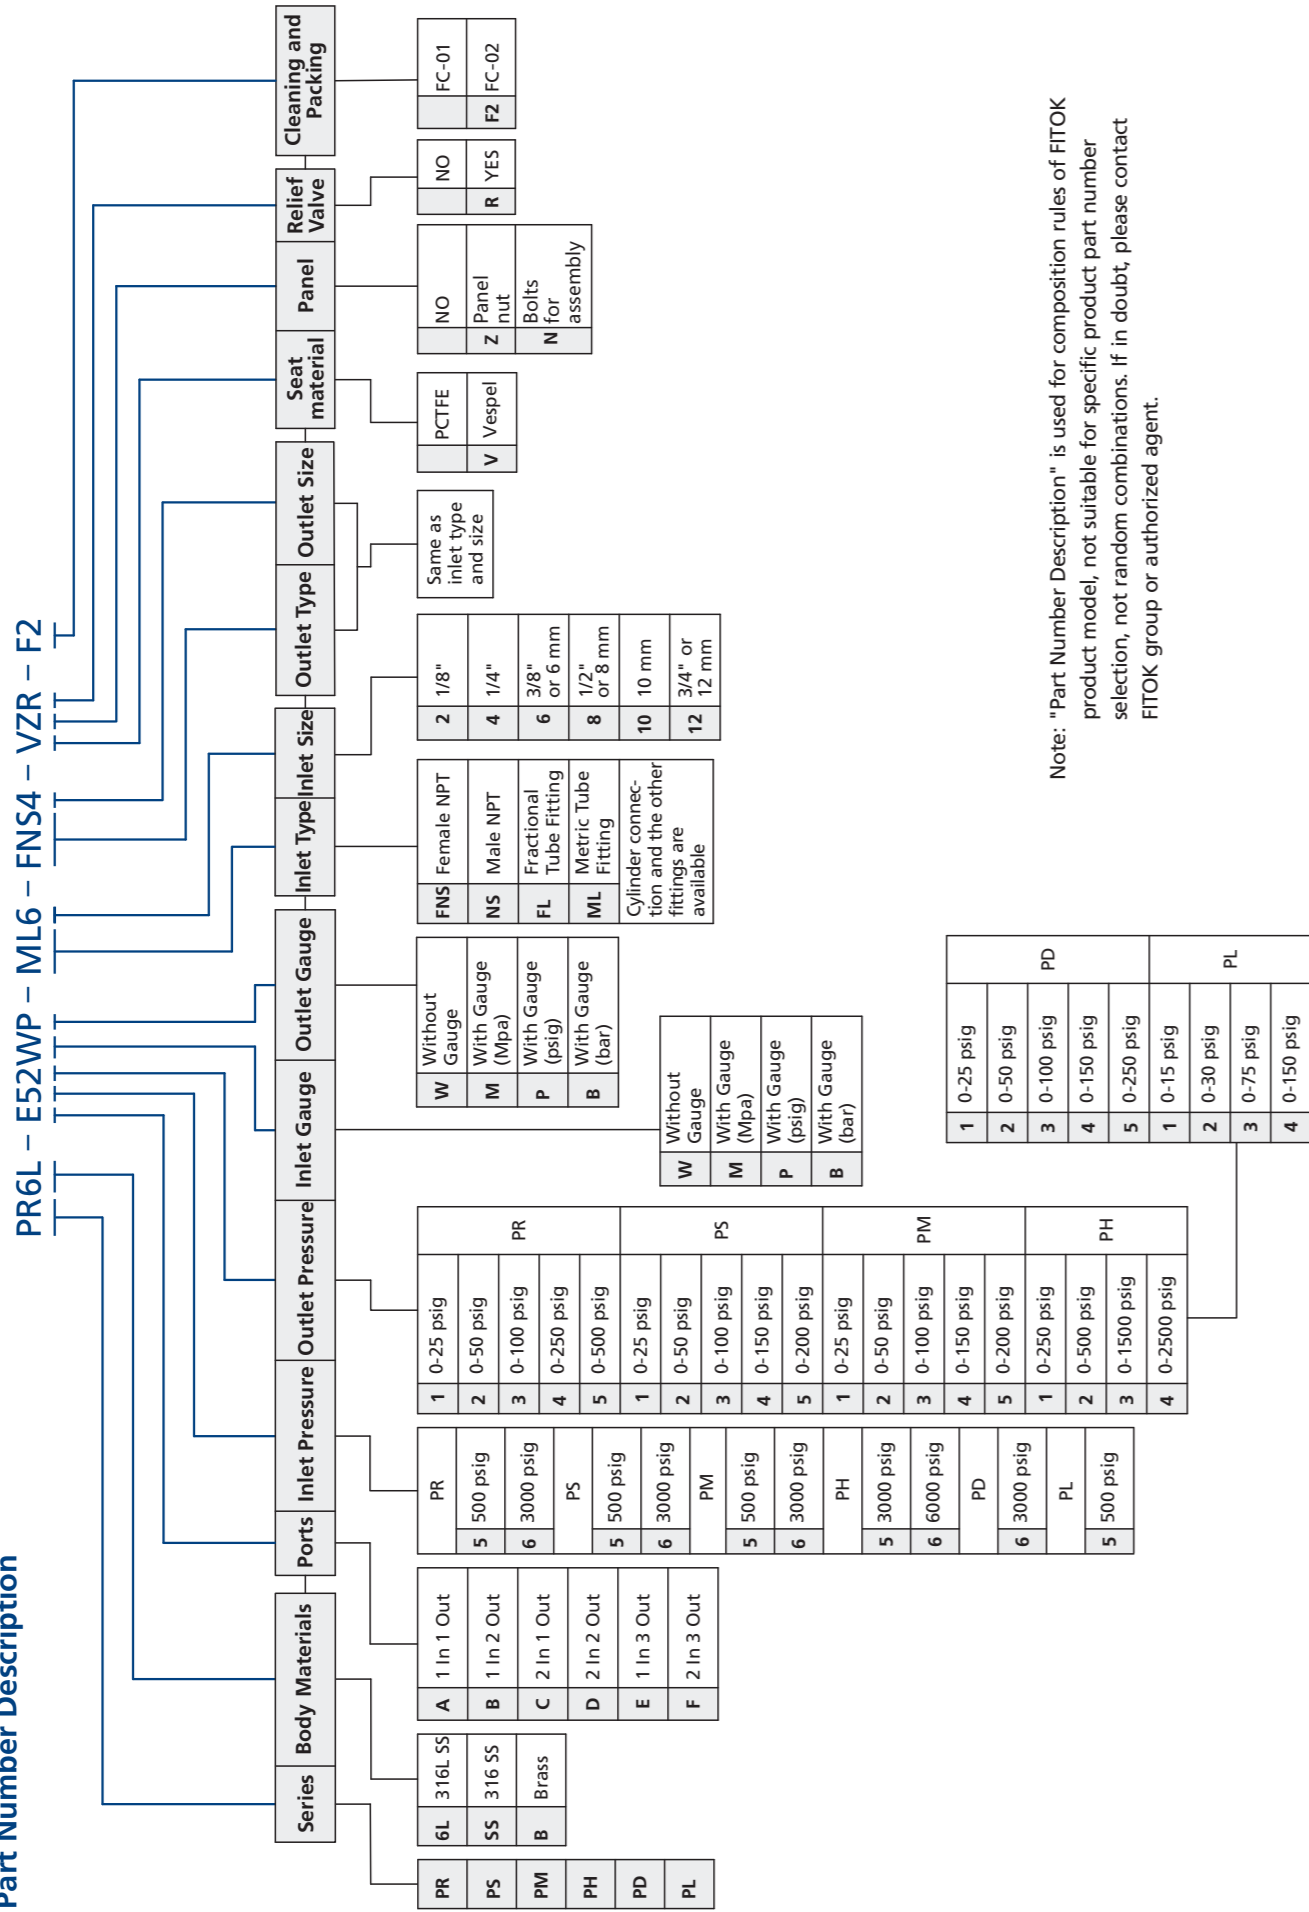 Part Number Description
PR6L – E52WP – ML6 – FNS4 – VZR – F2
Series
Body Materials
Ports
Inlet Pressure
Outlet Pressure
Inlet Gauge
Outlet Gauge
Inlet Type
Inlet Size
Outlet Type
Outlet Size
Seat
material
Panel
Relief
Valve
Cleaning and
Packing
PR
PS
PM
PH
PD
PL
6L 316L SS
SS 316 SS
B Brass
A 1 In 1 Out
B 1 In 2 Out
C 2 In 1 Out
D 2 In 2 Out
E 1 In 3 Out
F 2 In 3 Out
PR
5 500 psig
6 3000 psig
PS
5 500 psig
6 3000 psig
PM
5 500 psig
6 3000 psig
PH
5 3000 psig
6 6000 psig
PD
6 3000 psig
PL
5 500 psig
1 0-25 psig
2 0-50 psig
3 0-100 psig
4 0-250 psig
5 0-500 psig
PR
1 0-25 psig
2 0-50 psig
3 0-100 psig
4 0-150 psig
5 0-200 psig
PS
1 0-25 psig
2 0-50 psig
3 0-100 psig
4 0-150 psig
5 0-200 psig
PM
1 0-250 psig
2 0-500 psig
3 0-1500 psig
4 0-2500 psig
PH
1 0-25 psig
2 0-50 psig
3 0-100 psig
4 0-150 psig
5 0-250 psig
PD
1 0-15 psig
2 0-30 psig
3 0-75 psig
4 0-150 psig
PL
W Without
Gauge
M With Gauge
(Mpa)
P With Gauge
(psig)
B With Gauge
(bar)
W Without
Gauge
M With Gauge
(Mpa)
P With Gauge
(psig)
B With Gauge
(bar)
FNS Female NPT
NS Male NPT
FL Fractional
Tube Fitting
ML Metric Tube
Fitting
Cylinder connec-
tion and the other
fittings are
available
2 1/8"
4 1/4"
6 3/8"
or 6 mm
8 1/2"
or 8 mm
10 10 mm
12 3/4" or
12 mm
Same as
inlet type
and size
PCTFE
V Vespel
NO
Z Panel
nut
N Bolts
for
assembly
NO
R YES
FC-01
F2 FC-02
Note: "Part Number Description" is used for composition rules of FITOK
product model, not suitable for specific product part number
selection, not random combinations. If in doubt, please contact
FITOK group or authorized agent.